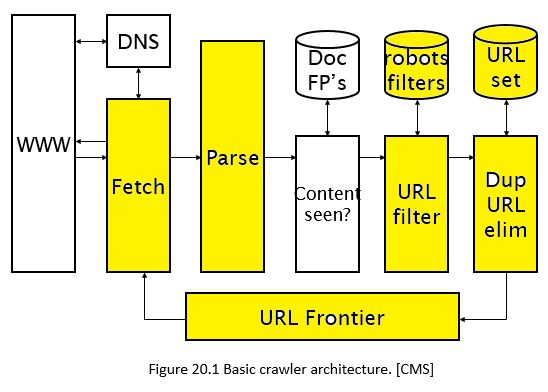 DNS
Doc
FP's
robots
filters
URL
set
WWW
Fetch
Parse
Content
seen?
URL
filter
Dup
URL
elim
URL Frontier
Figure 20.1 Basic crawler architecture. [CMS]